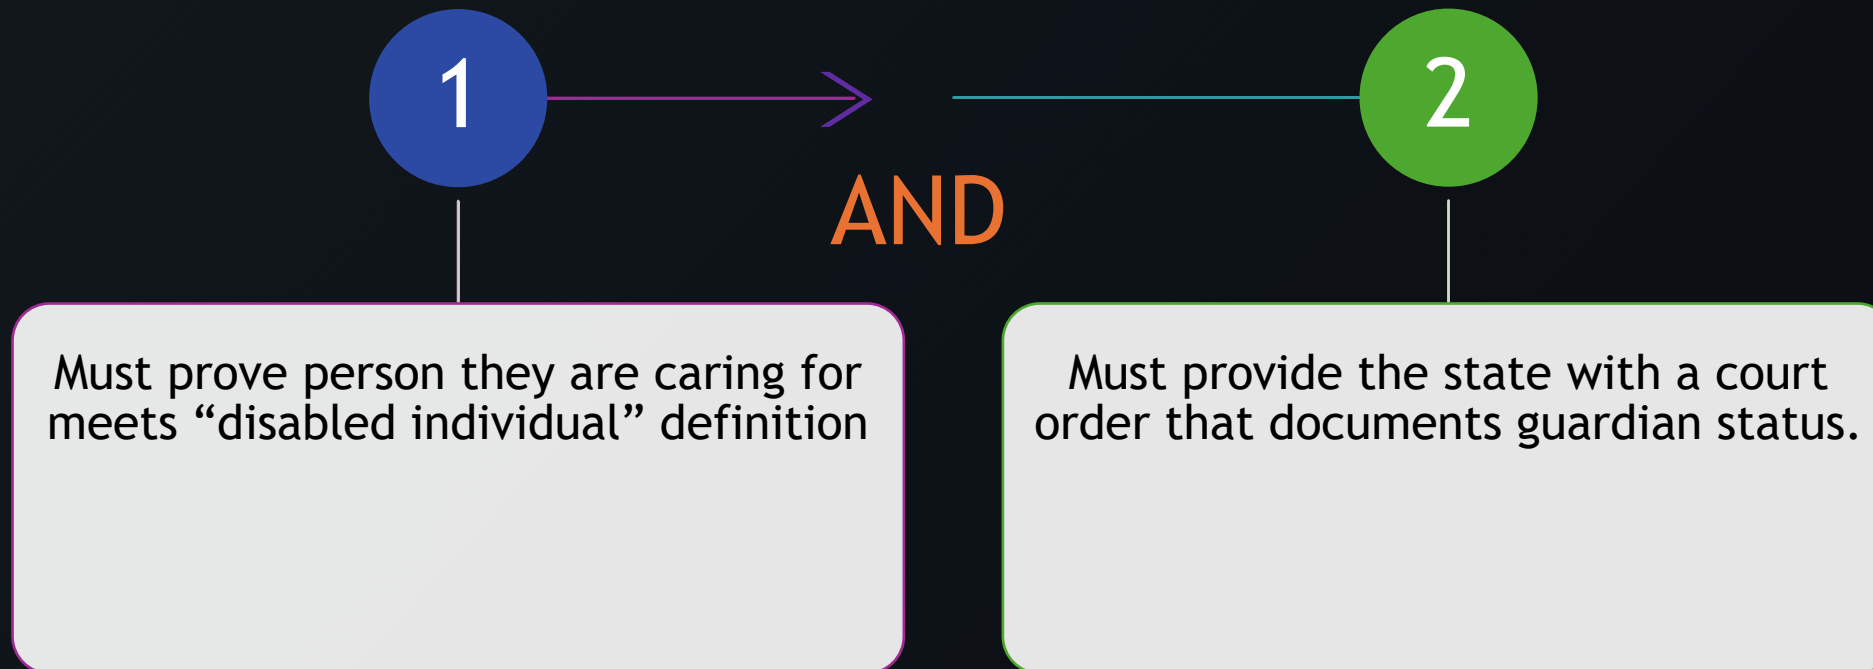 1
2
AND
Must prove person they are caring for
meets “disabled individual” definition
Must provide the state with a court
order that documents guardian status.